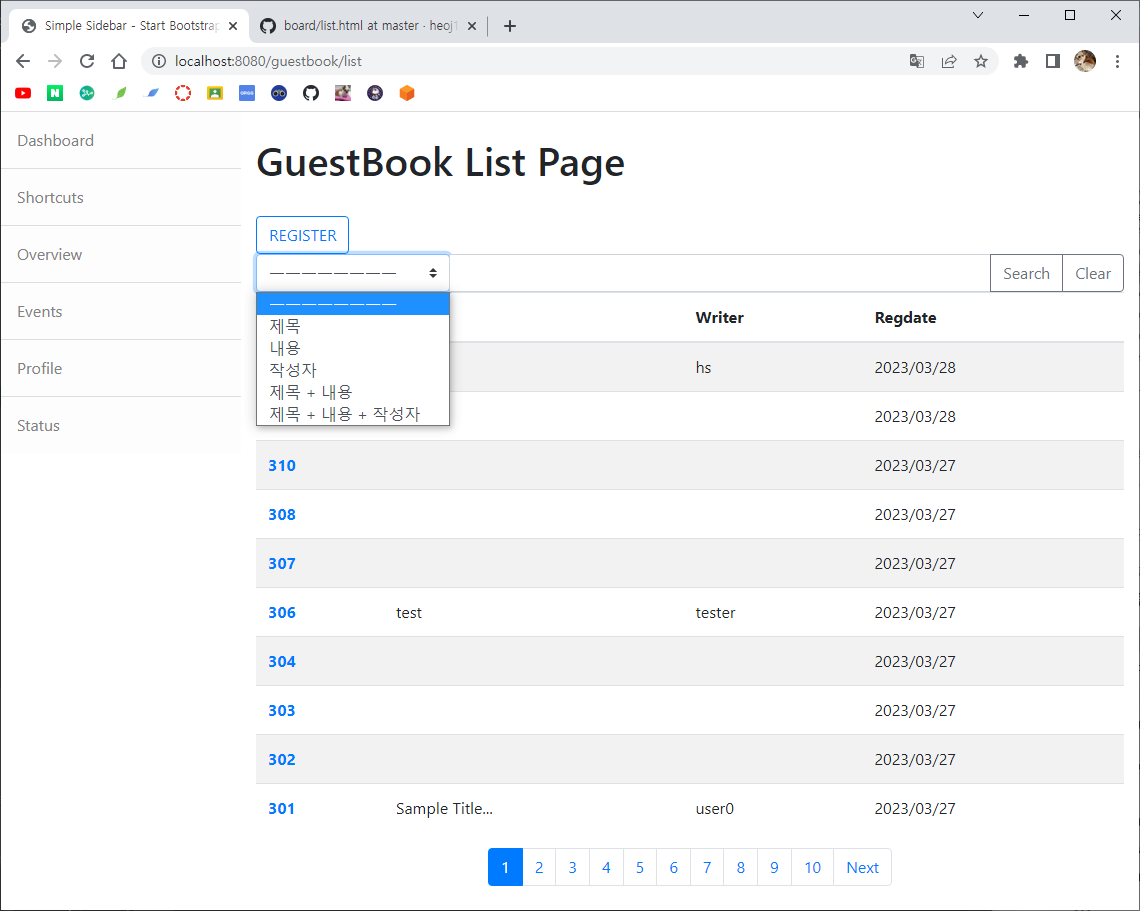 Simple Sidebar - Start Bootstrap
board/list.html at master · heoj1
localhost:8080/guestbook/list
Dashboard
Shortcuts
Overview
Events
Profile
Status
GuestBook List Page
REGISTER
———————— Search Clear
————————
제목
내용
작성자
제목 + 내용
제목 + 내용 + 작성자
Writer Regdate
hs 2023/03/28
2023/03/28
310 2023/03/27
308 2023/03/27
307 2023/03/27
306 test tester 2023/03/27
304 2023/03/27
303 2023/03/27
302 2023/03/27
301 Sample Title... user0 2023/03/27
1 2 3 4 5 6 7 8 9 10 Next